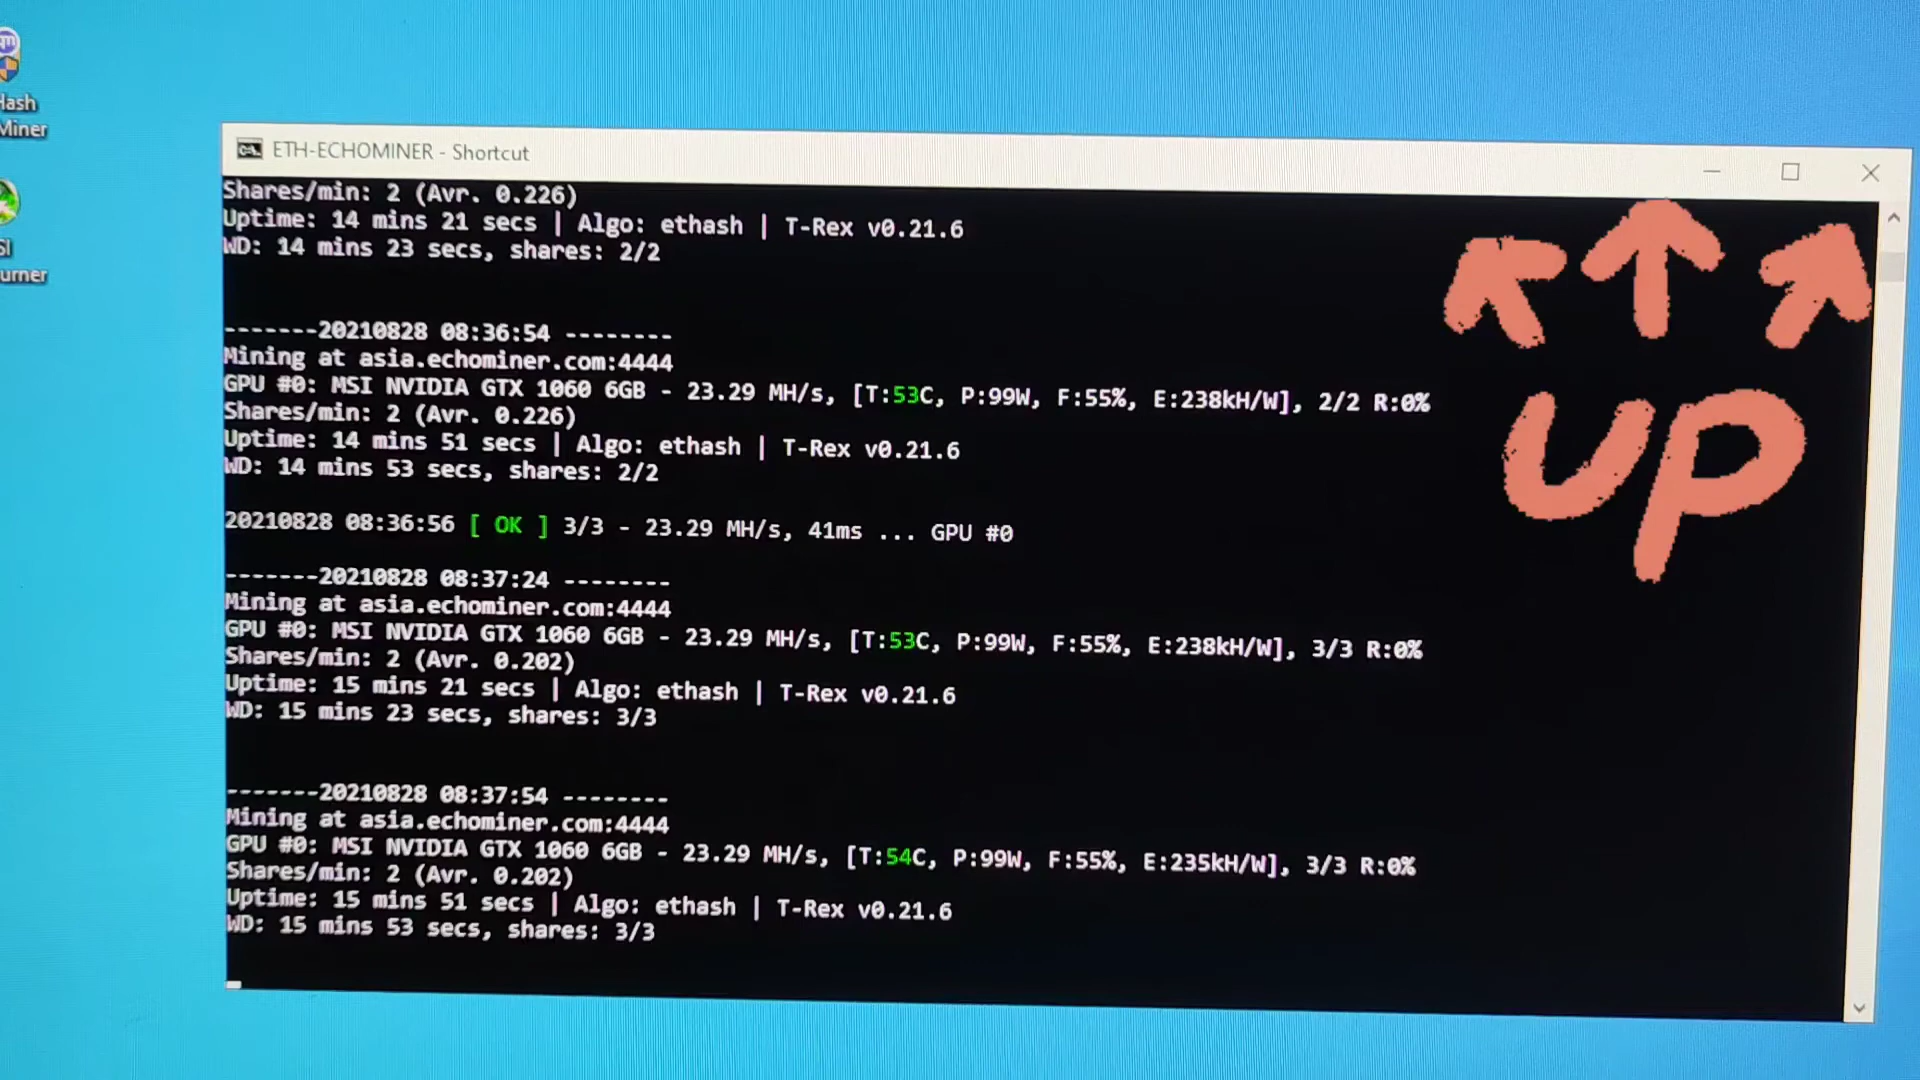 Hash
Miner
SI
urner
ETH-ECHOMINER - Shortcut
Shares/min: 2 (Avr. 0.226)
Uptime: 14 mins 21 secs | Algo: ethash | T-Rex v0.21.6
WD: 14 mins 23 secs, shares: 2/2
-------20210828 08:36:54 --------
Mining at asia.echominer.com:4444
GPU #0: MSI NVIDIA GTX 1060 6GB - 23.29 MH/s, [T:53C, P:99W, F:55%, E:238kH/W], 2/2 R:0%
Shares/min: 2 (Avr. 0.226)
Uptime: 14 mins 51 secs | Algo: ethash | T-Rex v0.21.6
WD: 14 mins 53 secs, shares: 2/2
20210828 08:36:56 [ OK ] 3/3 - 23.29 MH/s, 41ms ... GPU #0
-------20210828 08:37:24 --------
Mining at asia.echominer.com:4444
GPU #0: MSI NVIDIA GTX 1060 6GB - 23.29 MH/s, [T:53C, P:99W, F:55%, E:238kH/W], 3/3 R:0%
Shares/min: 2 (Avr. 0.202)
Uptime: 15 mins 21 secs | Algo: ethash | T-Rex v0.21.6
WD: 15 mins 23 secs, shares: 3/3
-------20210828 08:37:54 --------
Mining at asia.echominer.com:4444
GPU #0: MSI NVIDIA GTX 1060 6GB - 23.29 MH/s, [T:54C, P:99W, F:55%, E:235kH/W], 3/3 R:0%
Shares/min: 2 (Avr. 0.202)
Uptime: 15 mins 51 secs | Algo: ethash | T-Rex v0.21.6
WD: 15 mins 53 secs, shares: 3/3
UP